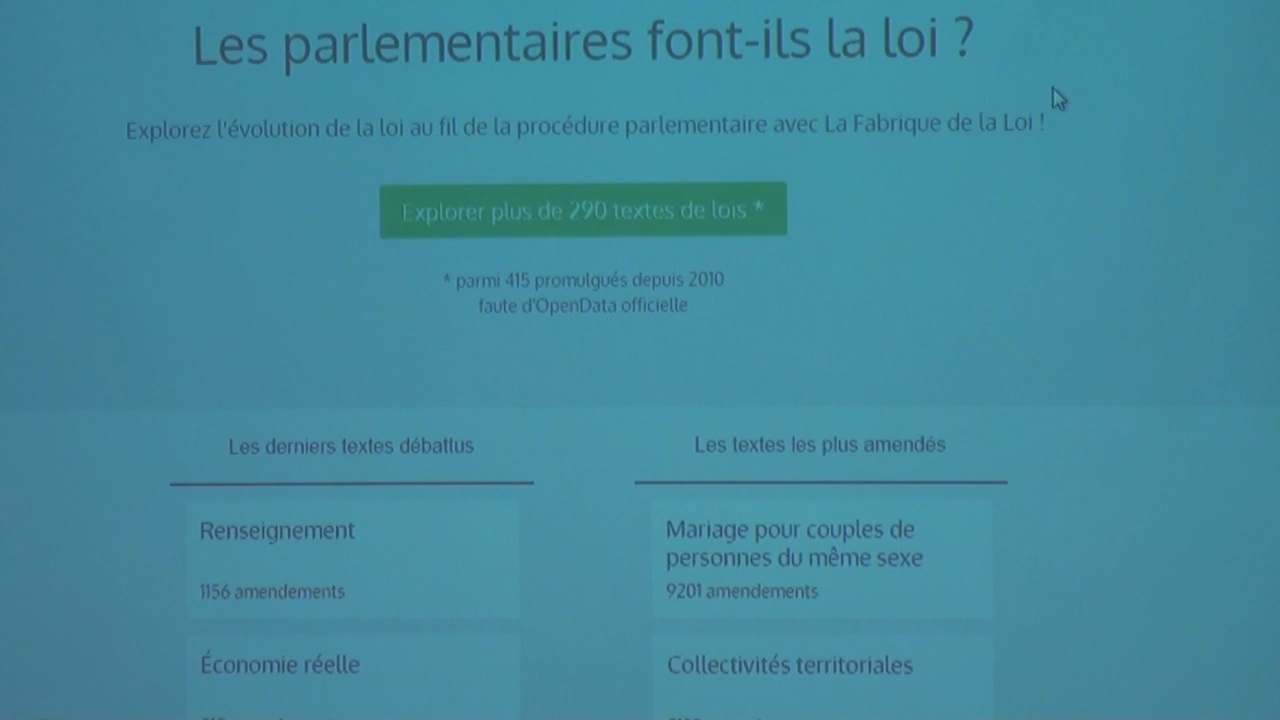 Les parlementaires font-ils la loi ?
Explorez l'évolution de la loi au fil de la procédure parlementaire avec La Fabrique de la Loi !
Explorer plus de 290 textes de lois *
* parmi 415 promulgués depuis 2010
faute d'OpenData officielle
Les derniers textes débattus
Renseignement
1156 amendements
Économie réelle
Les textes les plus amendés
Mariage pour couples de
personnes du même sexe
9201 amendements
Collectivités territoriales